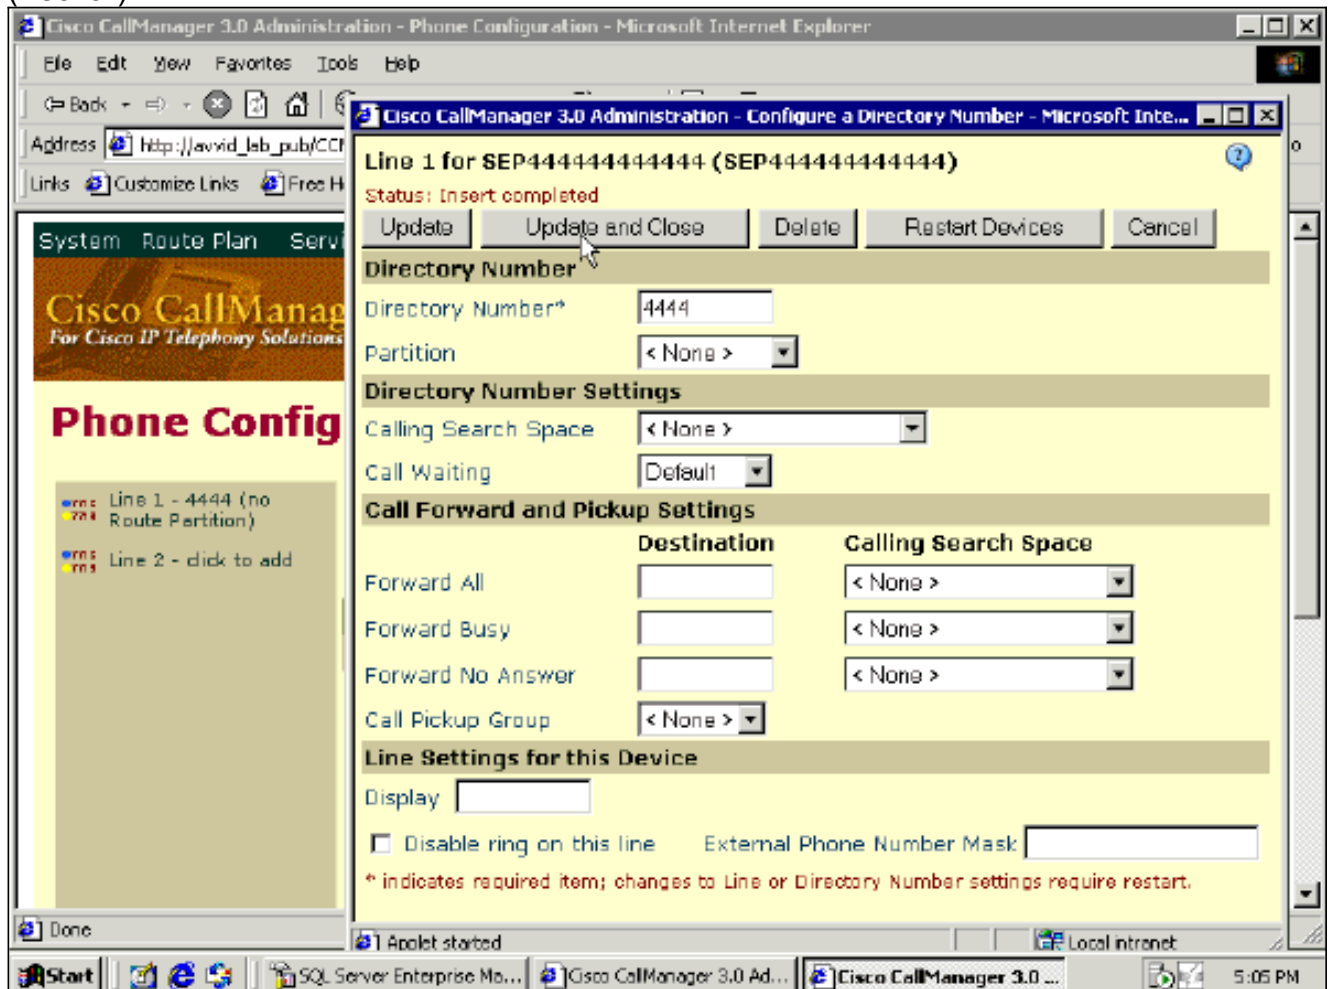 Cisco CallManager 3.0 Administration - Phone Configuration - Microsoft Internet Explorer
File Edit View Favorites Tools Help
Back
Address http://avvid_lab_pub/CCM
Links Customize Links Free H
Cisco CallManager 3.0 Administration - Configure a Directory Number - Microsoft Inte...
Line 1 for SEP444444444444 (SEP444444444444)
Status: Insert completed
Update Update and Close Delete Restart Devices Cancel
System Route Plan Servi
Cisco CallManag
For Cisco IP Telephony Solutions
Phone Config
Line 1 - 4444 (no
Route Partition)
Line 2 - click to add
Directory Number
Directory Number* 4444
Partition < None >
Directory Number Settings
Calling Search Space < None >
Call Waiting Default
Call Forward and Pickup Settings
Destination Calling Search Space
Forward All < None >
Forward Busy < None >
Forward No Answer < None >
Call Pickup Group < None >
Line Settings for this Device
Display
Disable ring on this line External Phone Number Mask
* indicates required item; changes to Line or Directory Number settings require restart.
Done
Applet started Local intranet
Start SQL Server Enterprise Ma... Cisco CallManager 3.0 Ad... Cisco CallManager 3.0 ... 5:05 PM